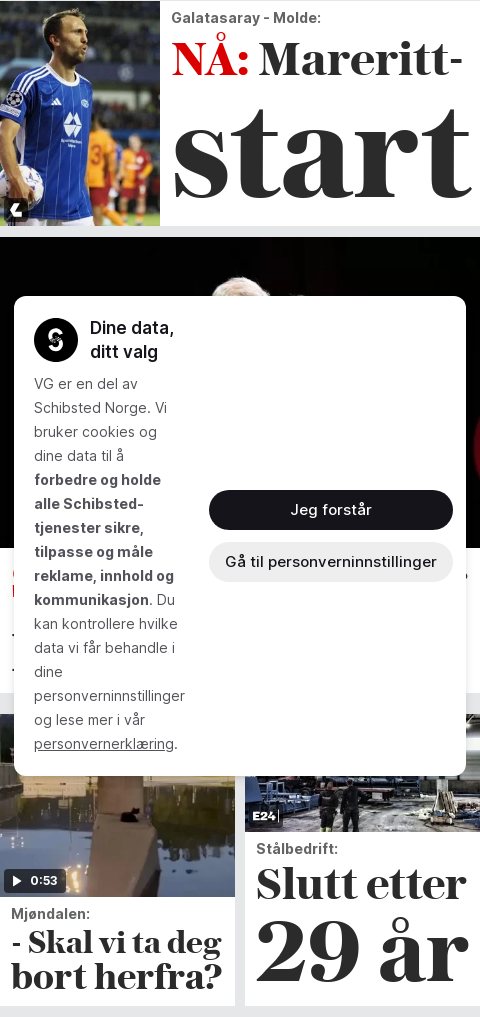 Galatasaray - Molde:
NÅ: Mareritt-
start
Dine data,
ditt valg
VG er en del av
Schibsted Norge. Vi
bruker cookies og
dine data til å
forbedre og holde
alle Schibsted-
tjenester sikre,
tilpasse og måle
reklame, innhold og
kommunikasjon. Du
kan kontrollere hvilke
data vi får behandle i
dine
personverninnstillinger
og lese mer i vår
personvernerklæring.
Jeg forstår
Gå til personverninnstillinger
0:53
Mjøndalen:
- Skal vi ta deg
bort herfra?
E24
Stålbedrift:
Slutt etter
29 år